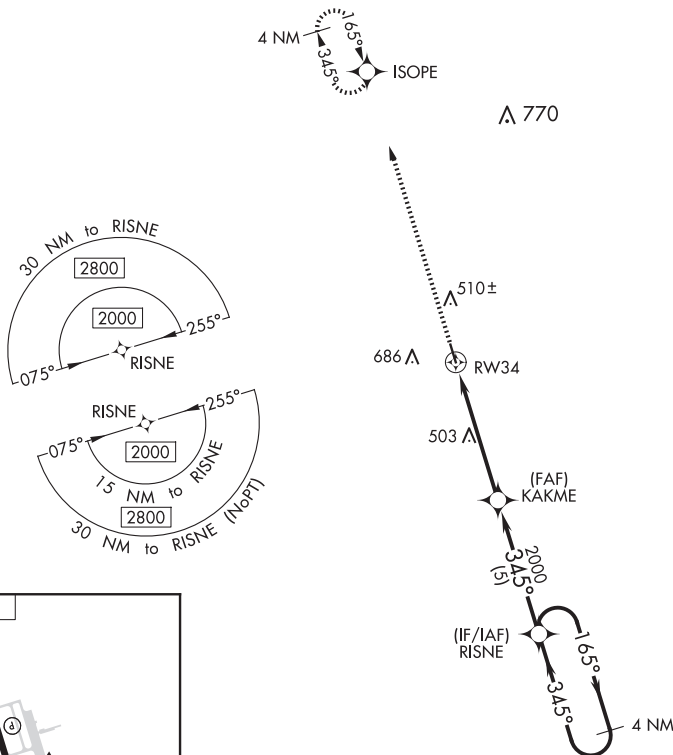 165°
4 NM
345°
ISOPE
770
30 NM to RISNE
2800
2000
255°
075°
RISNE
510±
686
RW34
RISNE
255°
075°
2000
15 NM to RISNE
2800
30 NM to RISNE (NoPT)
503
(FAF)
KAKME
2000
345°
(5)
(IF/IAF)
RISNE
165°
345°
4 NM
P